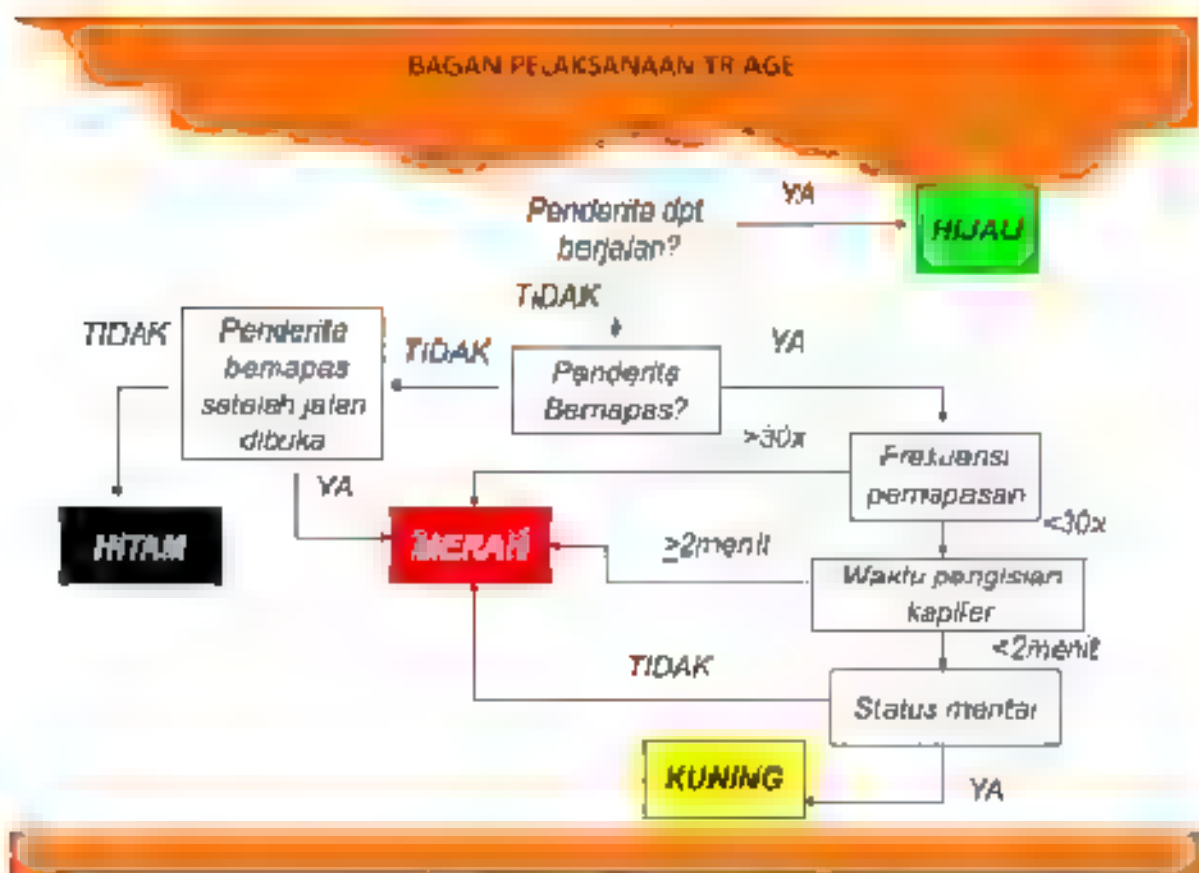 BAGAN PELAKSANAAN TRIAGE
Penderita dpt
berjalan?
YA
HIJAU
TIDAK
Penderita
Bernapas?
TIDAK
Penderita
bernapas
setelah jalan
dibuka
TIDAK
HITAM
YA
MERAH
YA
Frekuensi
pernapasan
>30x
<30x
Waktu pengisian
kapiler
≥2menit
<2menit
Status mental
TIDAK
YA
KUNING